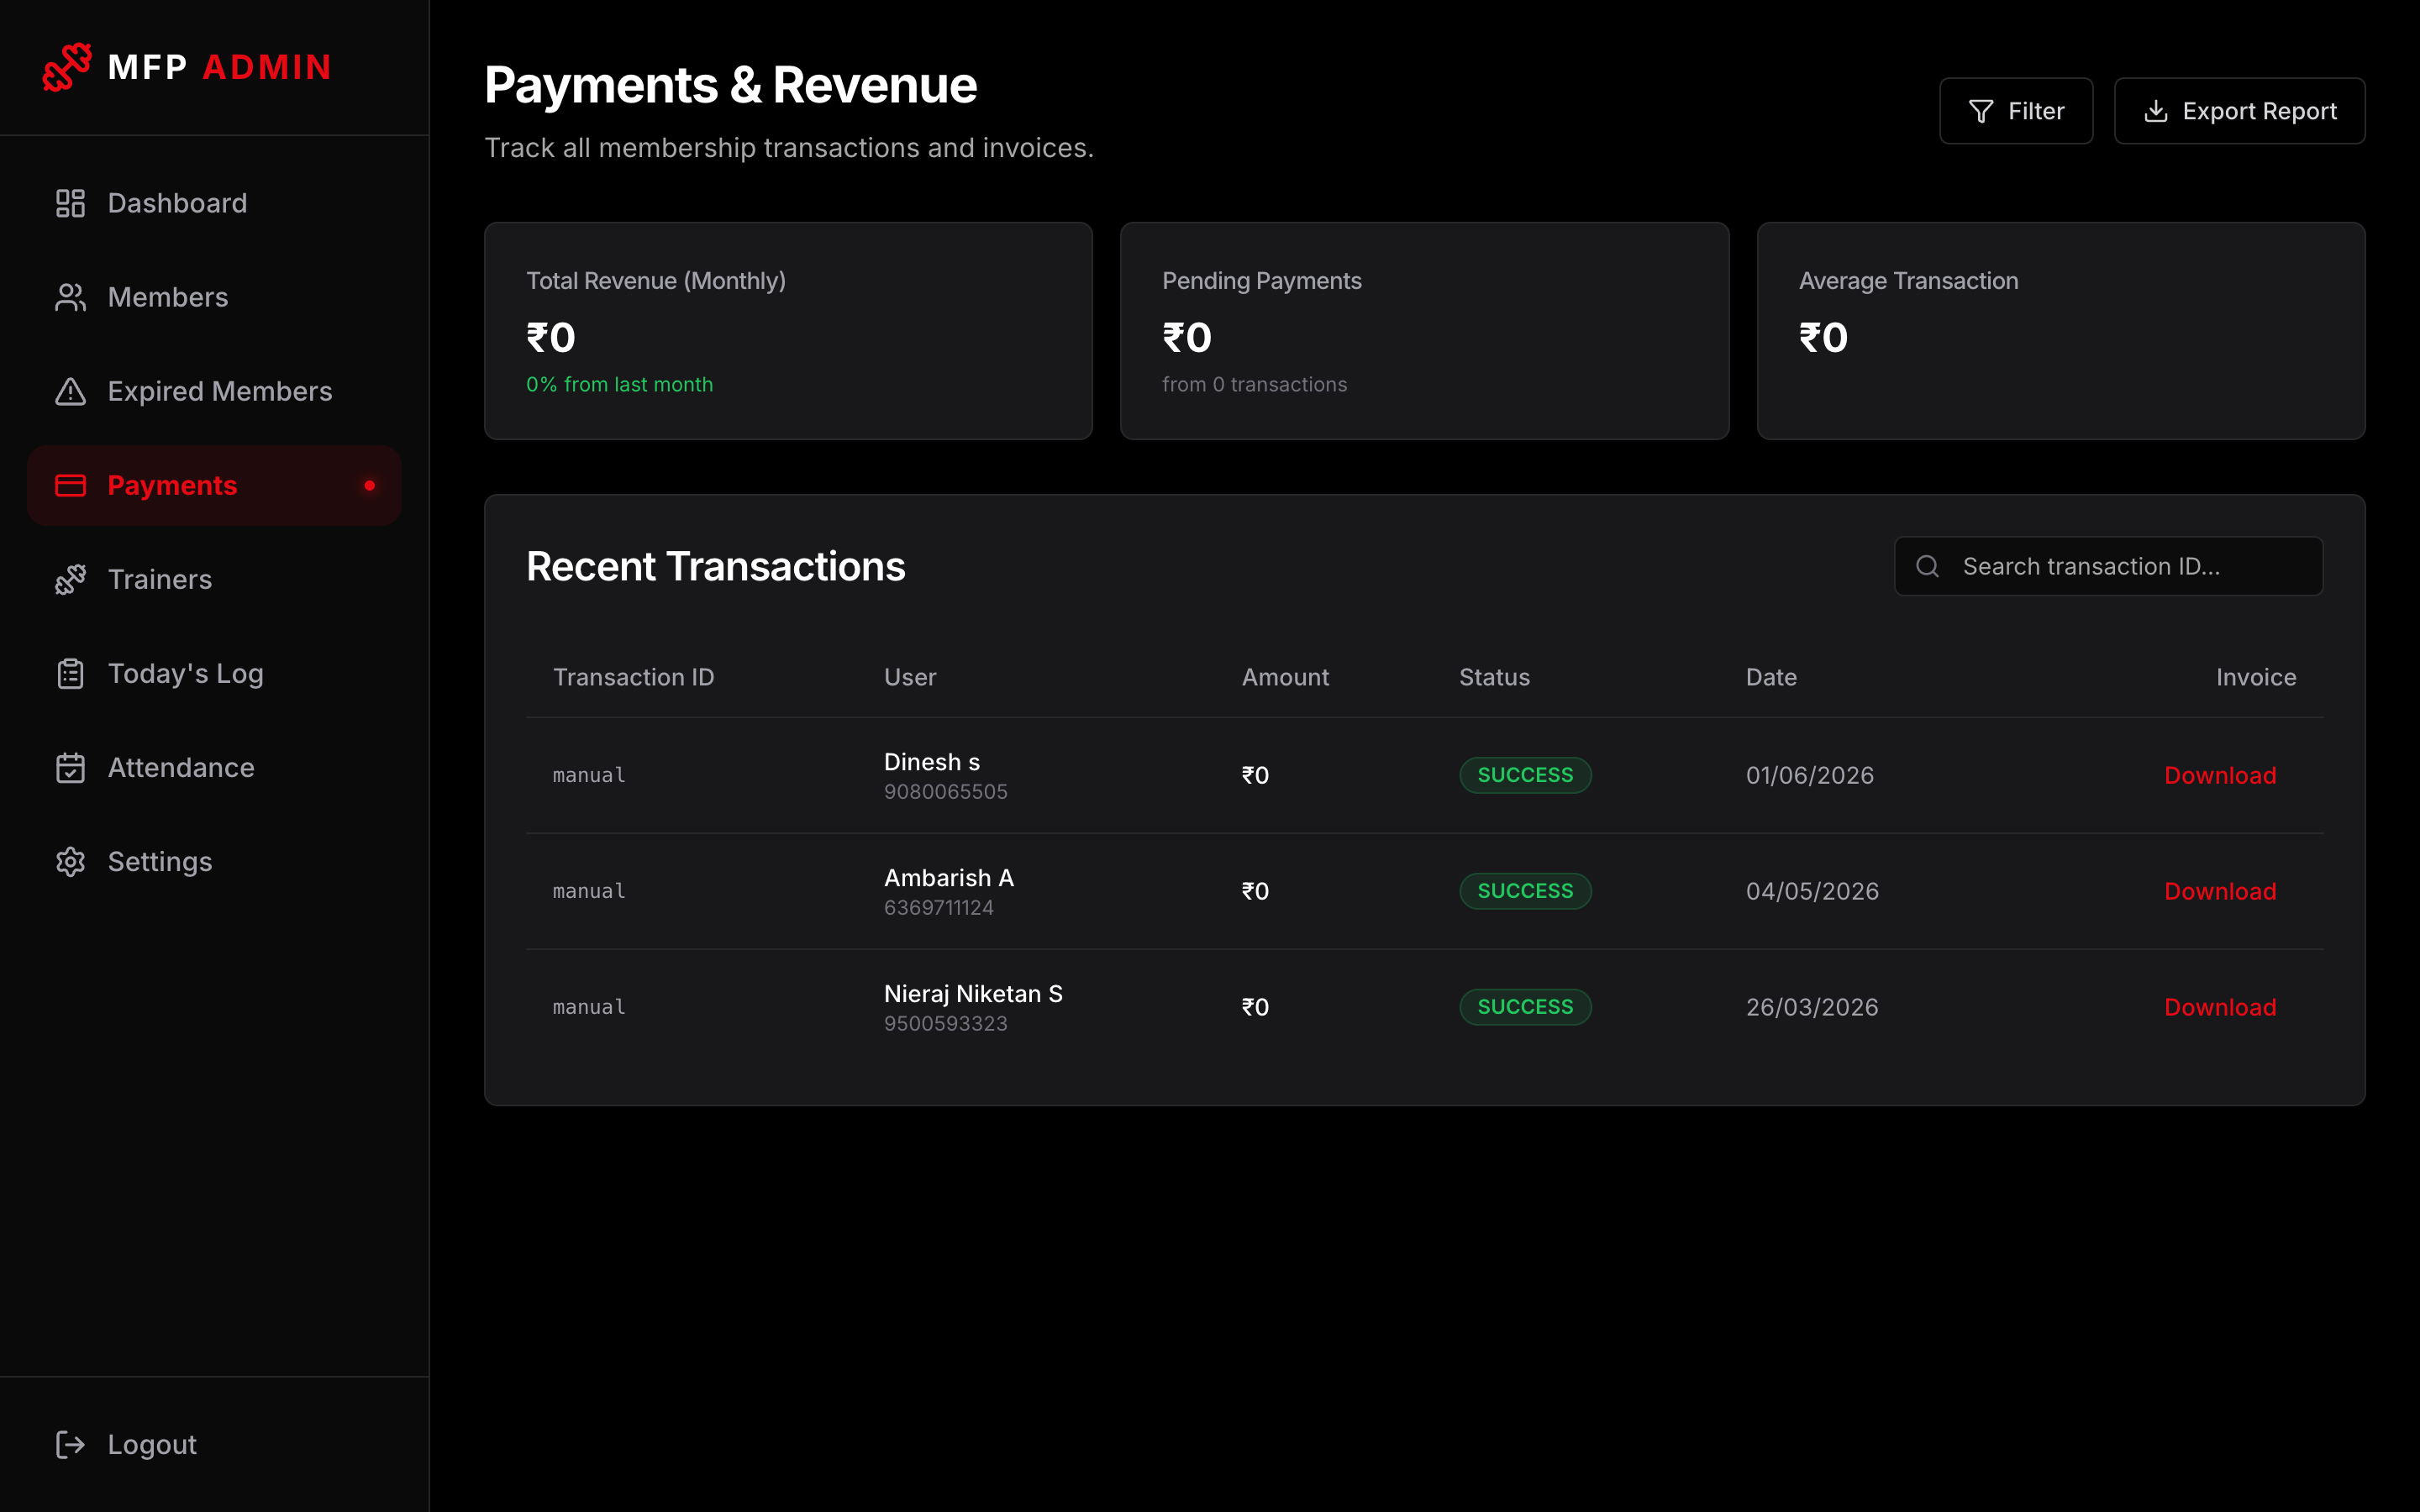 MFP ADMIN
Dashboard
Members
Expired Members
Payments
Trainers
Today's Log
Attendance
Settings
Logout
Payments & Revenue
Track all membership transactions and invoices.
Filter
Export Report
Total Revenue (Monthly)
₹0
0% from last month
Pending Payments
₹0
from 0 transactions
Average Transaction
₹0
Recent Transactions
Search transaction ID...
Transaction ID User Amount Status Date Invoice
manual Dinesh s ₹0 SUCCESS 01/06/2026 Download
9080065505
manual Ambarish A ₹0 SUCCESS 04/05/2026 Download
6369711124
manual Nieraj Niketan S ₹0 SUCCESS 26/03/2026 Download
9500593323